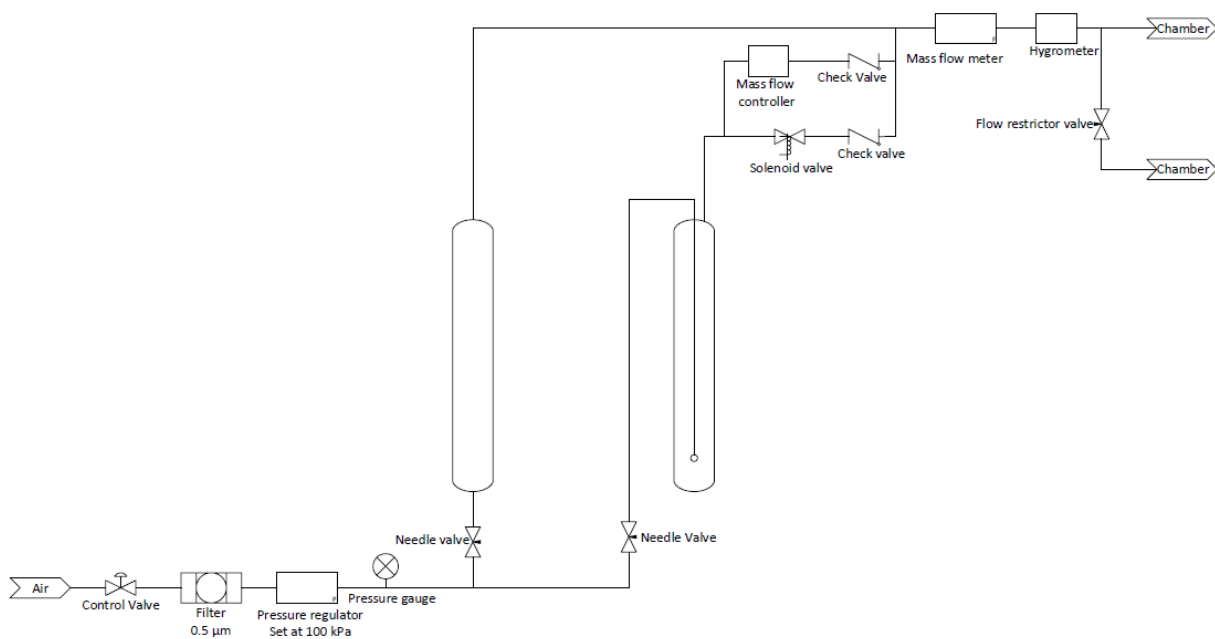 Chamber
Mass flow meter
Hygrometer
Mass flow
controller
Check Valve
Flow restrictor valve
Solenoid valve
Check valve
Chamber
Needle valve
Needle Valve
Air
Control Valve
Filter
0.5 µm
Pressure regulator
Set at 100 kPa
Pressure gauge